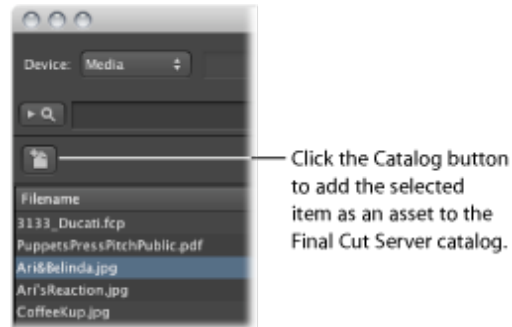 Device: Media
Click the Catalog button
to add the selected
item as an asset to the
Final Cut Server catalog.
Filename
3133_Ducati.fcp
PuppetsPressPitchPublic.pdf
Ari&Belinda.jpg
Ari'sReaction.jpg
CoffeeKup.jpg